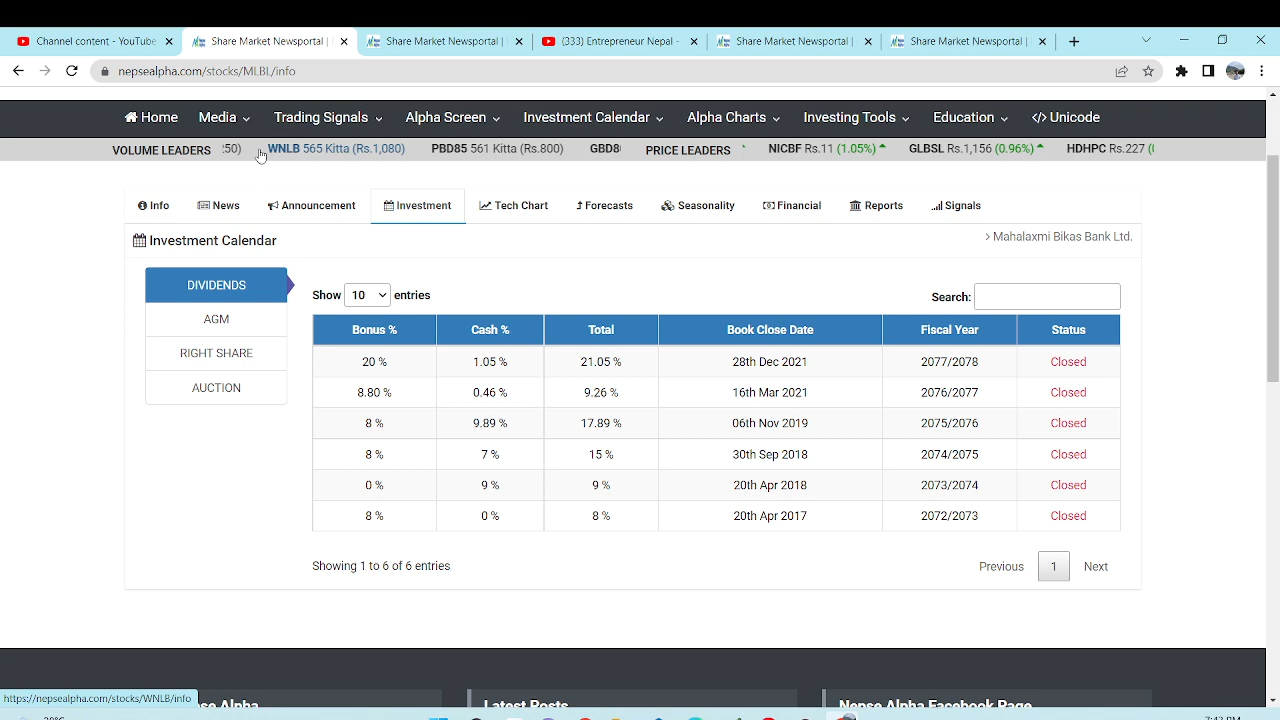 Channel content - YouTube
Share Market Newsportal |
Share Market Newsportal |
(333) Entrepreneur Nepal -
Share Market Newsportal |
Share Market Newsportal |
nepsealpha.com/stocks/MLBL/info
Home Media Trading Signals Alpha Screen Investment Calendar Alpha Charts Investing Tools Education </> Unicode
VOLUME LEADERS 50) WNLB 565 Kitta (Rs.1,080) PBD85 561 Kitta (Rs.800) GBD8 PRICE LEADERS NICBF Rs.11 (1.05%) GLBSL Rs.1,156 (0.96%) HDHPC Rs.227 (
Info News Announcement Investment Tech Chart Forecasts Seasonality Financial Reports Signals
Investment Calendar
> Mahalaxmi Bikas Bank Ltd.
DIVIDENDS
AGM
RIGHT SHARE
AUCTION
Show 10 entries Search:
Bonus % Cash % Total Book Close Date Fiscal Year Status
20 % 1.05 % 21.05 % 28th Dec 2021 2077/2078 Closed
8.80 % 0.46 % 9.26 % 16th Mar 2021 2076/2077 Closed
8 % 9.89 % 17.89 % 06th Nov 2019 2075/2076 Closed
8 % 7 % 15 % 30th Sep 2018 2074/2075 Closed
0 % 9 % 9 % 20th Apr 2018 2073/2074 Closed
8 % 0 % 8 % 20th Apr 2017 2072/2073 Closed
Showing 1 to 6 of 6 entries Previous 1 Next
https://nepsealpha.com/stocks/WNLB/info
se Alpha Latest Posts Nepse Alpha Facebook Page